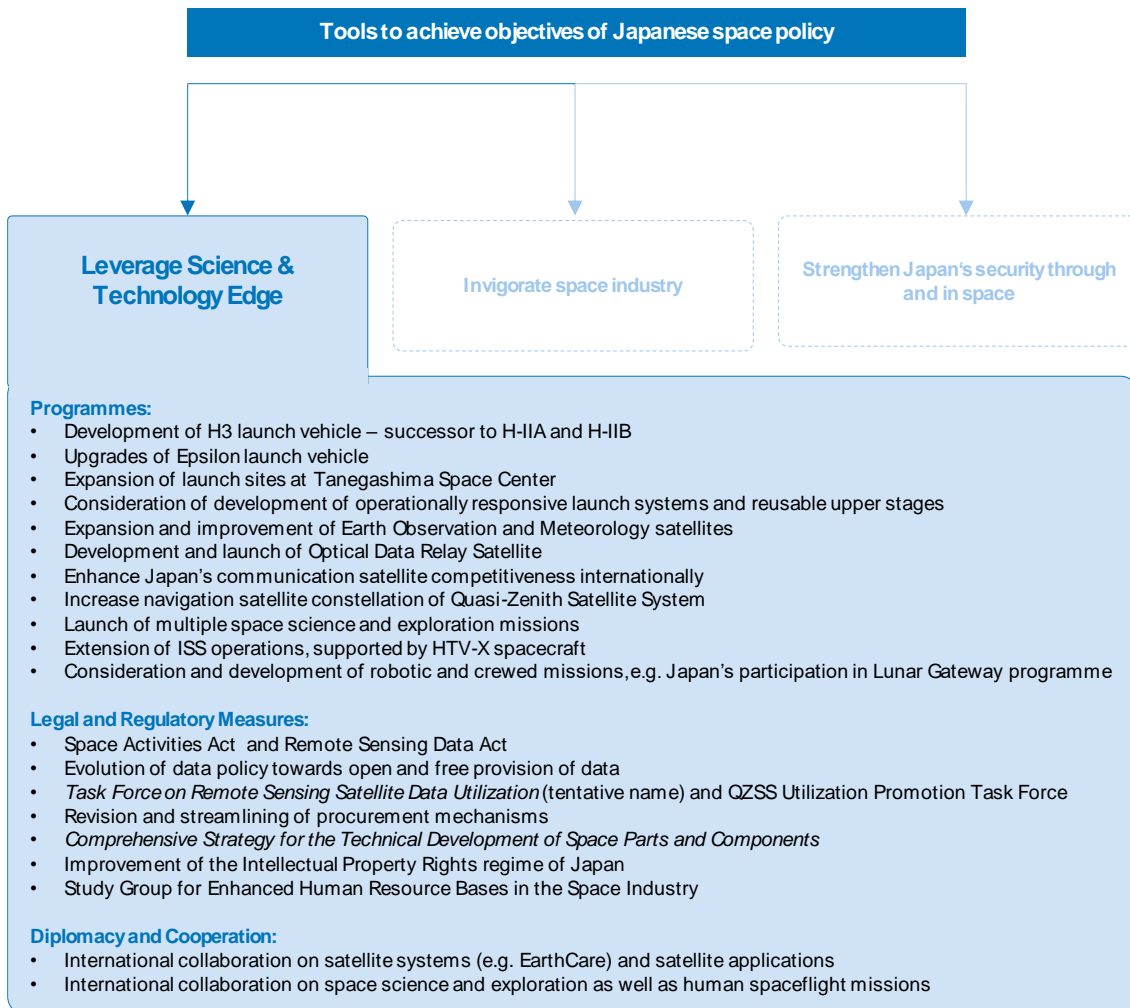 Tools to achieve objectives of Japanese space policy
Leverage Science &
Technology Edge
Invigorate space industry
Strengthen Japan‘s security through
and in space
Programmes:
• Development of H3 launch vehicle – successor to H-IIA and H-IIB
• Upgrades of Epsilon launch vehicle
• Expansion of launch sites at Tanegashima Space Center
• Consideration of development of operationally responsive launch systems and reusable upper stages
• Expansion and improvement of Earth Observation and Meteorology satellites
• Development and launch of Optical Data Relay Satellite
• Enhance Japan’s communication satellite competitiveness internationally
• Increase navigation satellite constellation of Quasi-Zenith Satellite System
• Launch of multiple space science and exploration missions
• Extension of ISS operations, supported by HTV-X spacecraft
• Consideration and development of robotic and crewed missions, e.g. Japan’s participation in Lunar Gateway programme
Legal and Regulatory Measures:
• Space Activities Act and Remote Sensing Data Act
• Evolution of data policy towards open and free provision of data
• Task Force on Remote Sensing Satellite Data Utilization (tentative name) and QZSS Utilization Promotion Task Force
• Revision and streamlining of procurement mechanisms
• Comprehensive Strategy for the Technical Development of Space Parts and Components
• Improvement of the Intellectual Property Rights regime of Japan
• Study Group for Enhanced Human Resource Bases in the Space Industry
Diplomacy and Cooperation:
• International collaboration on satellite systems (e.g. EarthCare) and satellite applications
• International collaboration on space science and exploration as well as human spaceflight missions